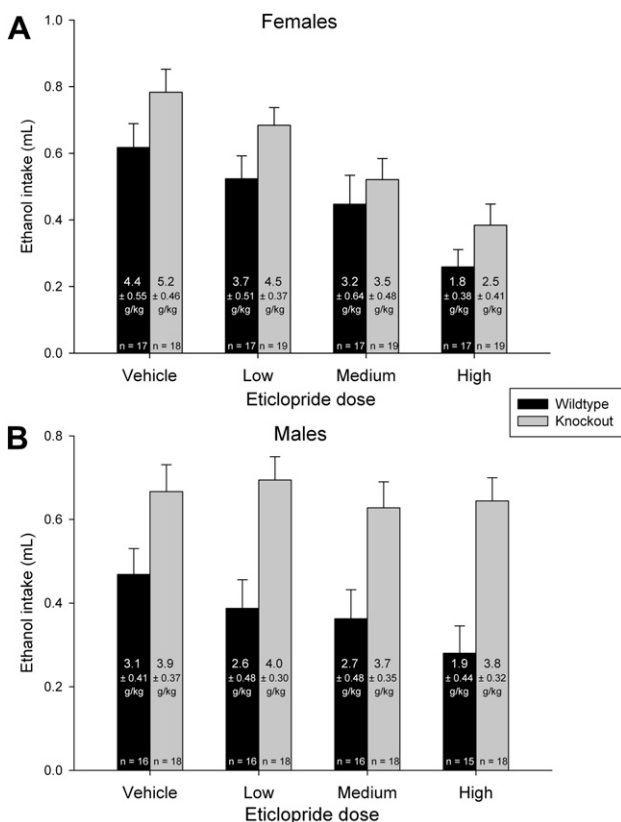 A
Females
1.0
0.8
0.6
0.4
0.2
0.0
Ethanol intake (mL)
4.4 5.2 3.7 4.5 3.2 3.5 1.8 2.5
± 0.55 ± 0.46 ± 0.51 ± 0.37 ± 0.64 ± 0.48 ± 0.38 ± 0.41
g/kg g/kg g/kg g/kg g/kg g/kg g/kg g/kg
n = 17 n = 18 n = 17 n = 19 n = 17 n = 19 n = 17 n = 19
Vehicle Low Medium High
Eticlopride dose
Wildtype
Knockout
B
Males
0.8
0.6
0.4
0.2
0.0
Ethanol intake (mL)
3.1 3.9 2.6 4.0 2.7 3.7 1.9 3.8
± 0.41 ± 0.37 ± 0.48 ± 0.30 ± 0.48 ± 0.35 ± 0.44 ± 0.32
g/kg g/kg g/kg g/kg g/kg g/kg g/kg g/kg
n = 16 n = 18 n = 16 n = 18 n = 16 n = 18 n = 15 n = 18
Vehicle Low Medium High
Eticlopride dose